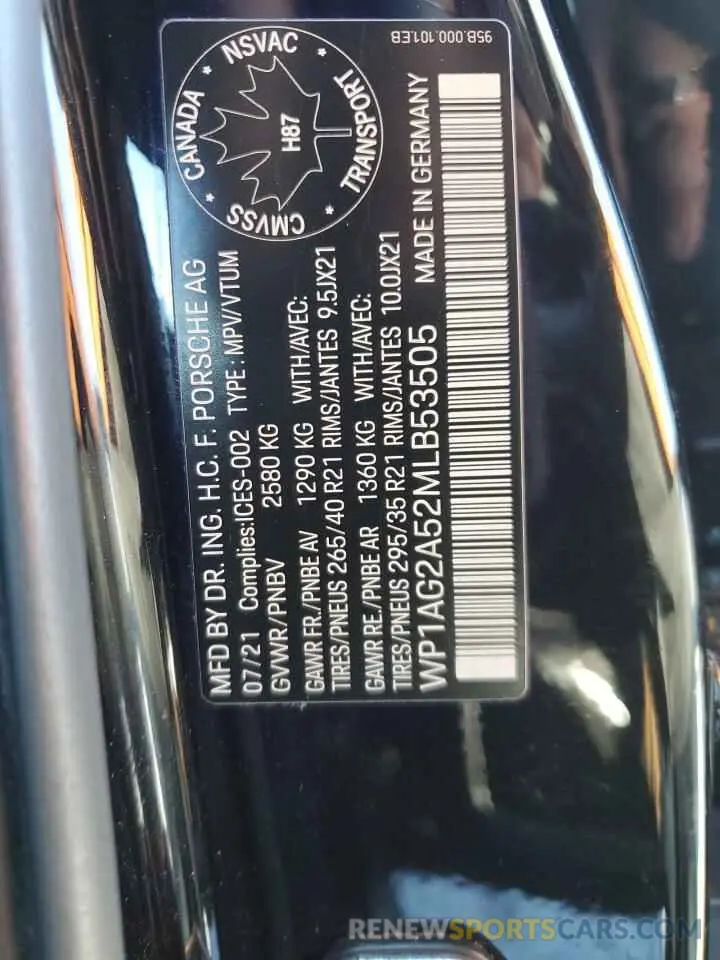 MFD BY DR. ING. H.C. F. PORSCHE AG
07/21 Complies:ICES-002 TYPE: MPV/VTUM
GVWR/PNBV 2580 KG
GAWR FR./PNBE AV 1290 KG WITH/AVEC:
TIRES/PNEUS 265/40 R21 RIMS/JANTES 9.5JX21
GAWR RE./PNBE AR 1360 KG WITH/AVEC:
TIRES/PNEUS 295/35 R21 RIMS/JANTES 10.0JX21
WP1AG2A52MLB53505 MADE IN GERMANY
CANADA * NSVAC * TRANSPORT * CMVSS *
H87
95B.000.101.EB
RENEWSPORTSCARS.COM